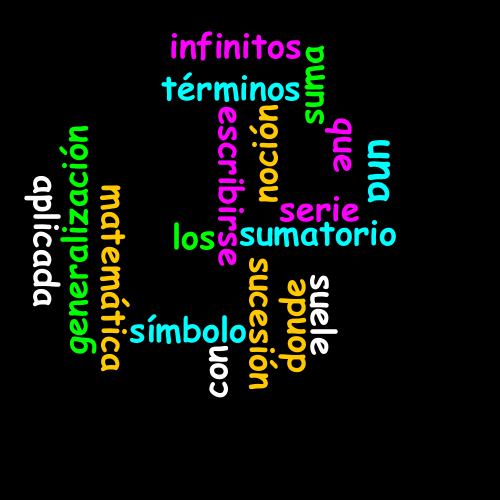 infinitos
suma
términos
escribirse
noción
que
una
generalización
aplicada
matemática
serie
los
sumatorio
sucesión
suele
donde
símbolo
con